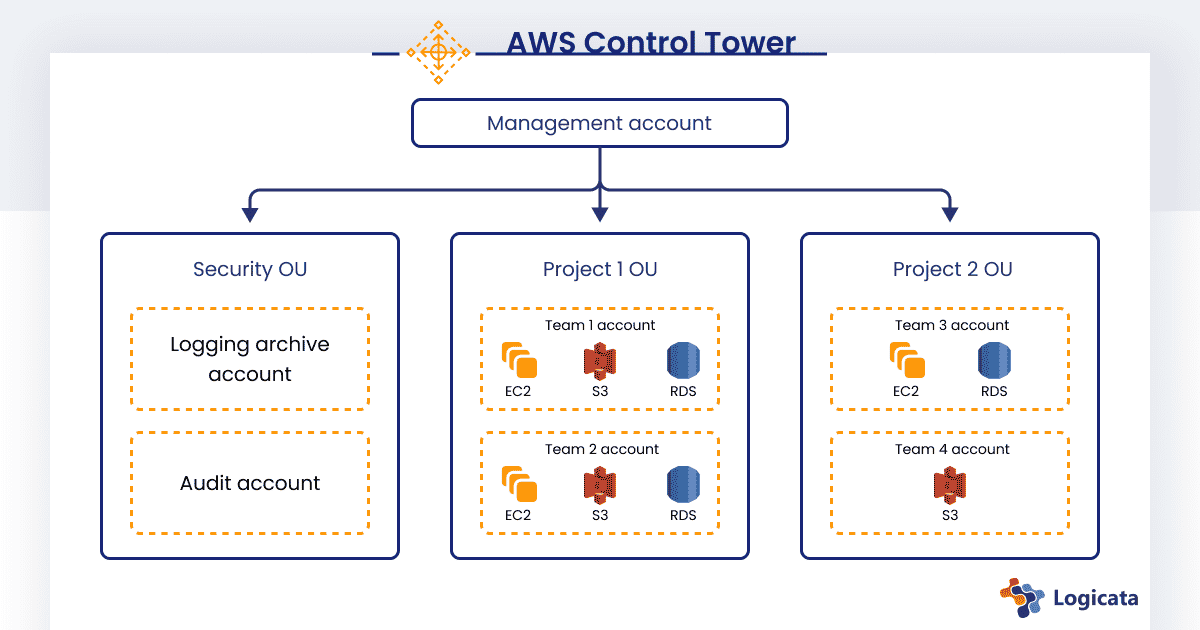 AWS Control Tower
Management account
Security OU
Logging archive
account
Audit account
Project 1 OU
Team 1 account
EC2 S3 RDS
Team 2 account
EC2 S3 RDS
Project 2 OU
Team 3 account
EC2 RDS
Team 4 account
S3
Logicata